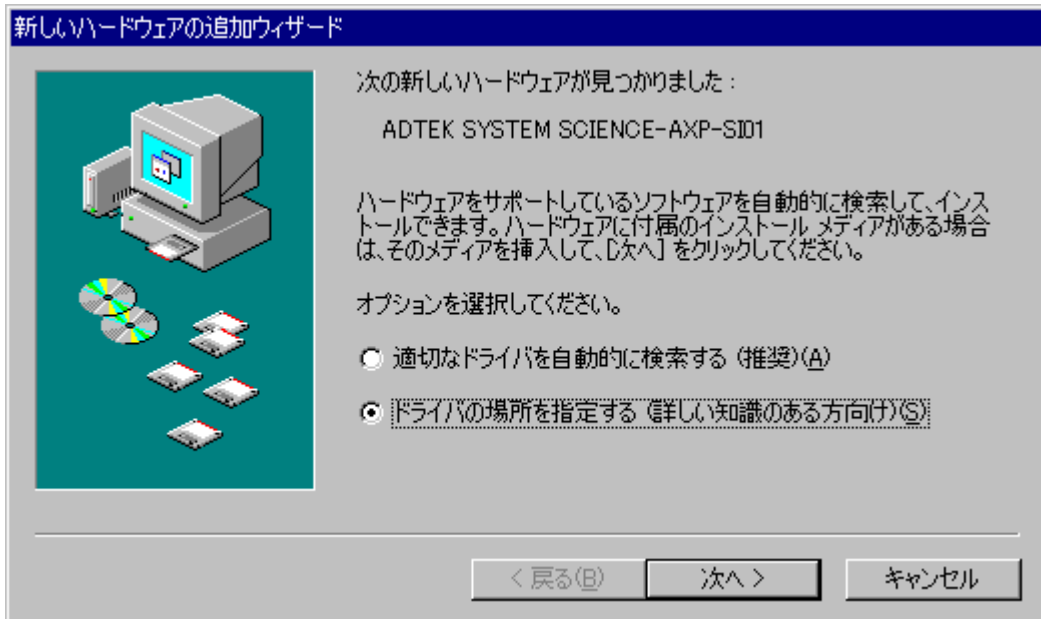 新しいハードウェアの追加ウィザード
次の新しいハードウェアが見つかりました :
ADTEK SYSTEM SCIENCE-AXP-SI01
ハードウェアをサポートしているソフトウェアを自動的に検索して、インス
トールできます。ハードウェアに付属のインストール メディアがある場合
は、そのメディアを挿入して、[次へ] をクリックしてください。
オプションを選択してください。
適切なドライバを自動的に検索する (推奨)(A)
ドライバの場所を指定する (詳しい知識のある方向け)(S)
< 戻る(B)
次へ >
キャンセル